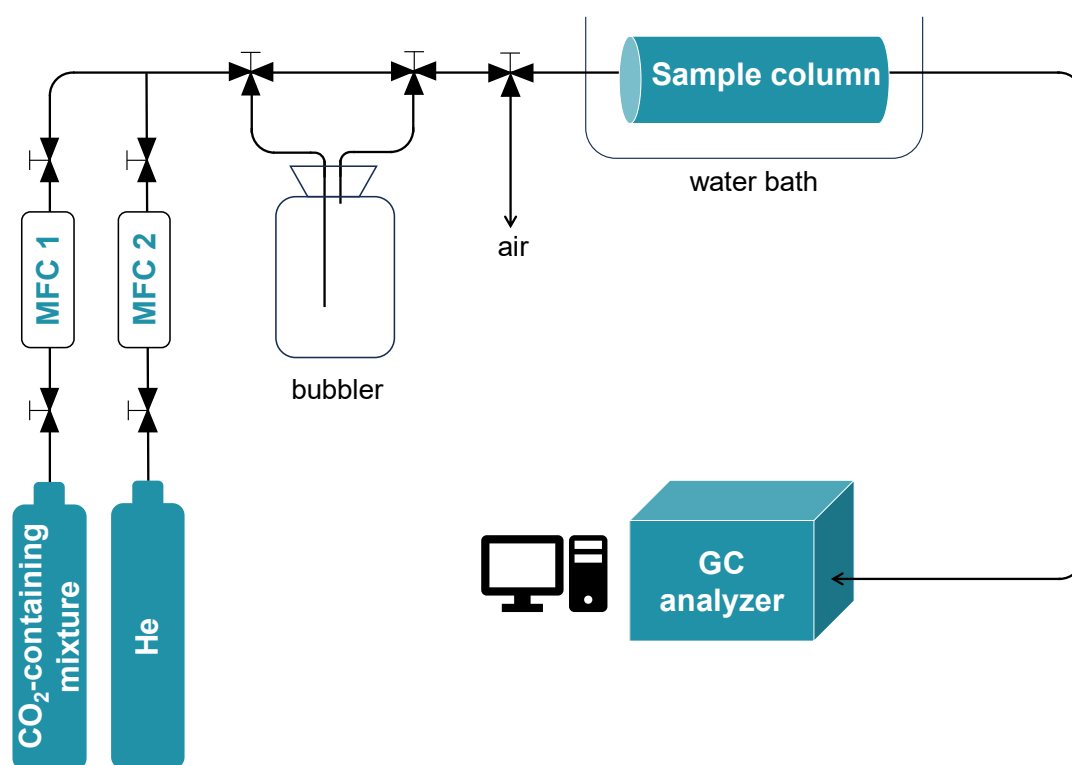 Sample column
water bath
air
MFC 1
MFC 2
bubbler
CO₂-containing
mixture
He
GC
analyzer